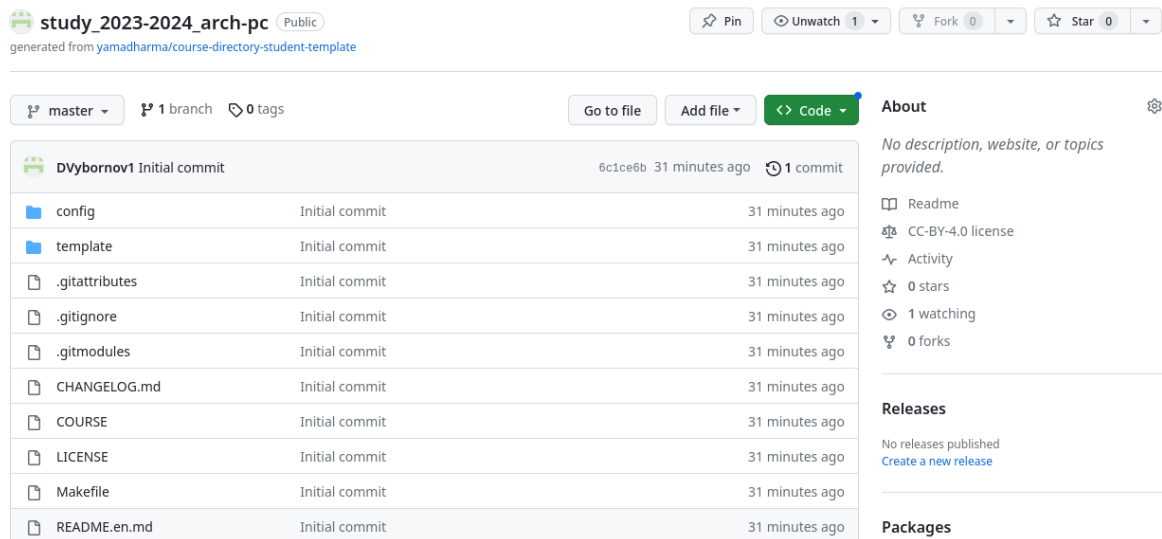 study_2023-2024_arch-pc Public Pin Unwatch 1 Fork 0 Star 0
generated from yamadharma/course-directory-student-template
master 1 branch 0 tags Go to file Add file Code
DVybornov1 Initial commit 6c1ce6b 31 minutes ago 1 commit
config Initial commit 31 minutes ago
template Initial commit 31 minutes ago
.gitattributes Initial commit 31 minutes ago
.gitignore Initial commit 31 minutes ago
.gitmodules Initial commit 31 minutes ago
CHANGELOG.md Initial commit 31 minutes ago
COURSE Initial commit 31 minutes ago
LICENSE Initial commit 31 minutes ago
Makefile Initial commit 31 minutes ago
README.en.md Initial commit 31 minutes ago
About
No description, website, or topics
provided.
Readme
CC-BY-4.0 license
Activity
0 stars
1 watching
0 forks
Releases
No releases published
Create a new release
Packages